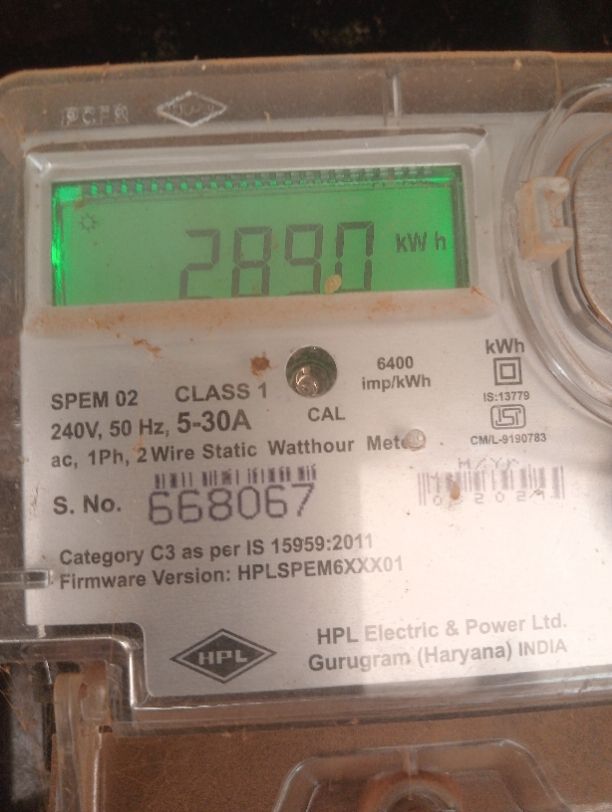 2890 kWh
6400
imp/kWh
kWh
IS:13779
CM/L-9190783
SPEM 02 CLASS 1
240V, 50 Hz, 5-30A CAL
ac, 1Ph, 2 Wire Static Watthour Meter
S. No. 668067
M/Yr
Category C3 as per IS 15959:2011
Firmware Version: HPLSPEM6XXX01
HPL
HPL Electric & Power Ltd.
Gurugram (Haryana) INDIA